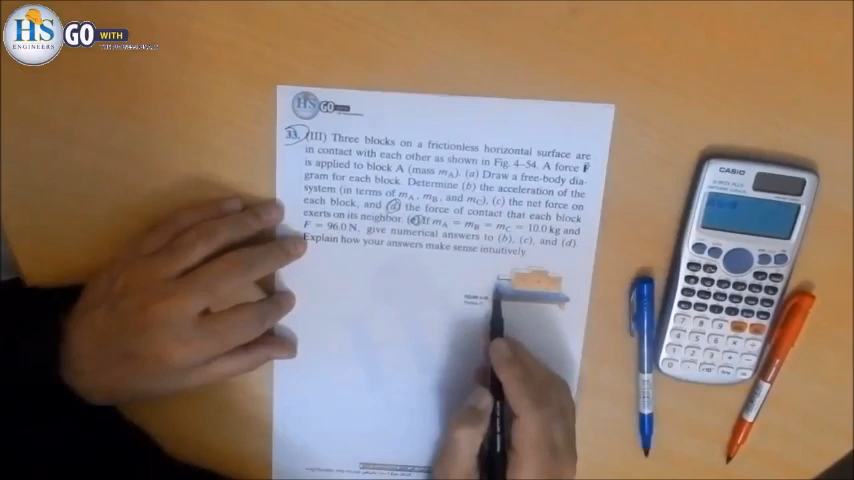 HS
ENGINEERS
GO WITH
HS GO
33. (III) Three blocks on a frictionless horizontal surface are
in contact with each other as shown in Fig. 4–54. A force F
is applied to block A (mass mA). (a) Draw a free-body dia-
gram for each block. Determine (b) the acceleration of the
system (in terms of mA, mB, and mC), (c) the net force on
each block, and (d) the force of contact that each block
exerts on its neighbor. (e) If mA = mB = mC = 10.0 kg and
F = 96.0 N, give numerical answers to (b), (c), and (d).
Explain how your answers make sense intuitively.
CASIO